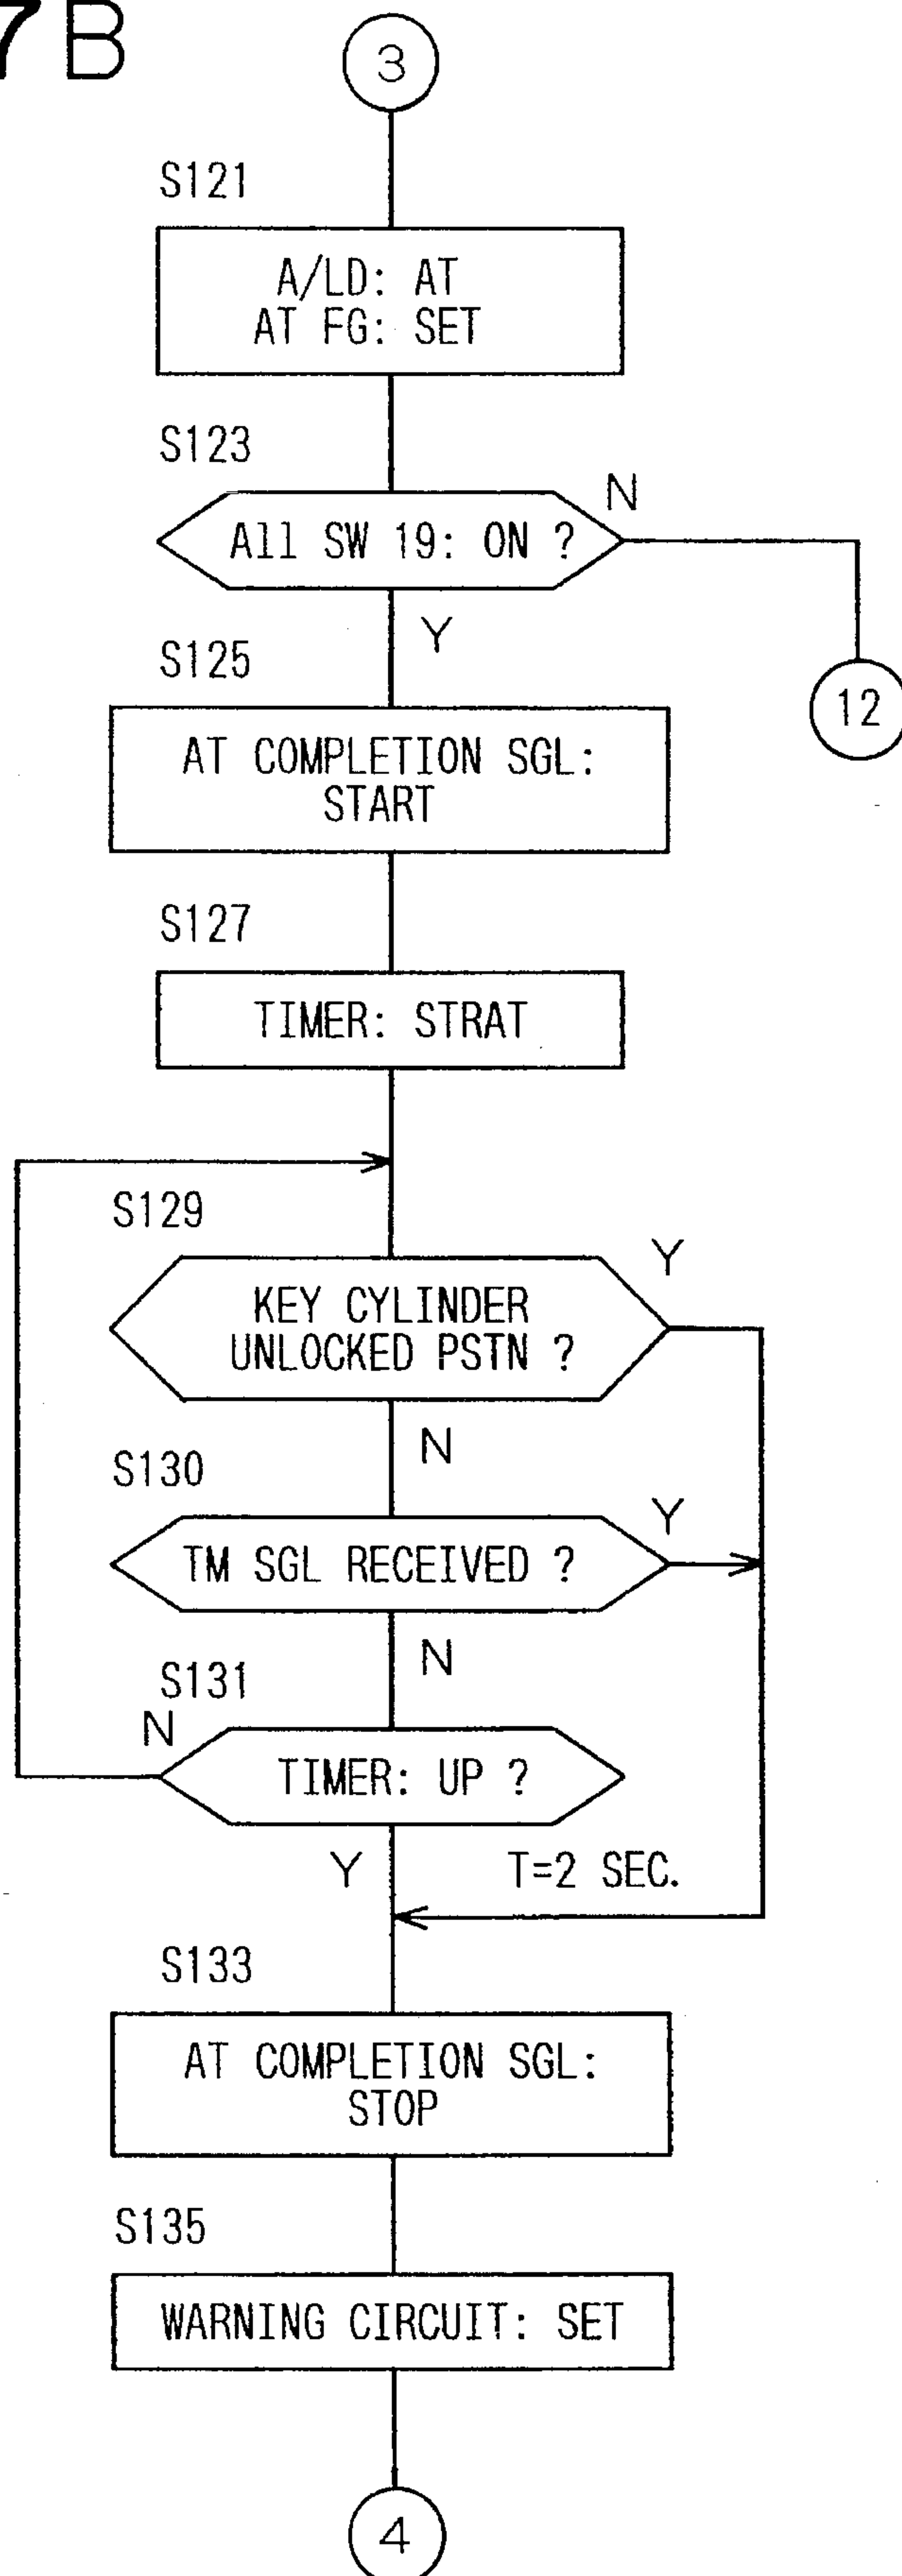 7B
3
S121
A/LD: AT
AT FG: SET
S123
All SW 19: ON ?
N
Y
12
S125
AT COMPLETION SGL:
START
S127
TIMER: STRAT
S129
KEY CYLINDER
UNLOCKED PSTN ?
Y
N
S130
TM SGL RECEIVED ?
Y
N
S131
N
TIMER: UP ?
Y
T=2 SEC.
S133
AT COMPLETION SGL:
STOP
S135
WARNING CIRCUIT: SET
4